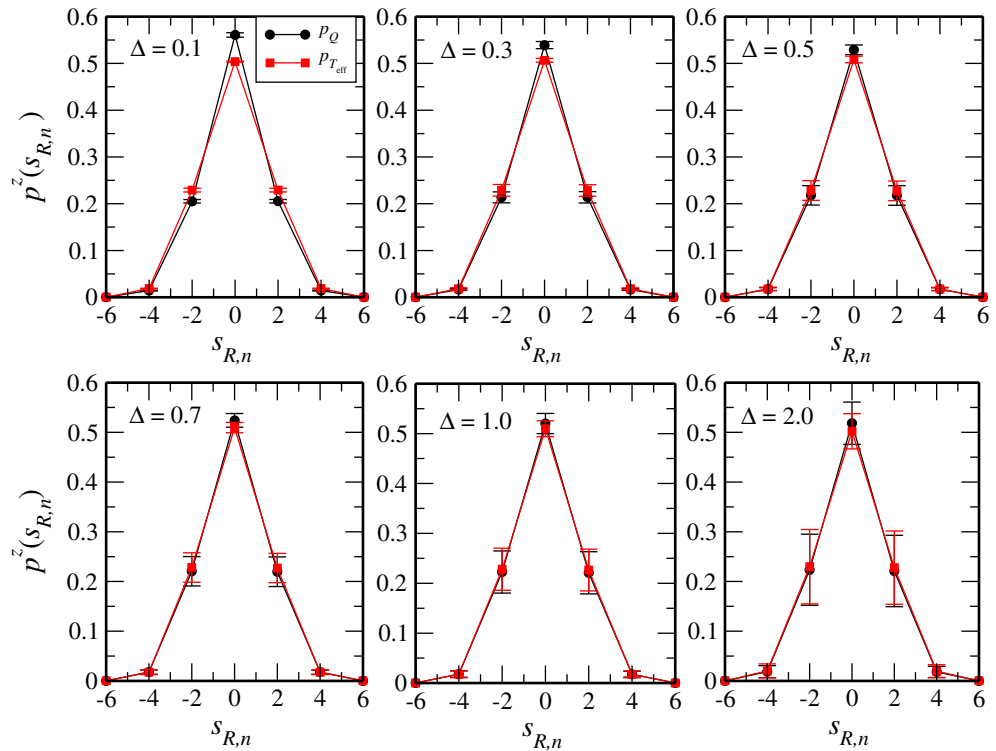 0.6
0.5
0.4
0.3
0.2
0.1
0
p^z(s_{R,n})
Δ = 0.1
p_Q
p_{T_eff}
-6 -4 -2 0 2 4 6
s_{R,n}
0.6
0.5
0.4
0.3
0.2
0.1
0
Δ = 0.3
-6 -4 -2 0 2 4 6
s_{R,n}
0.6
0.5
0.4
0.3
0.2
0.1
0
Δ = 0.5
-6 -4 -2 0 2 4 6
s_{R,n}
0.6
0.5
0.4
0.3
0.2
0.1
0
p^z(s_{R,n})
Δ = 0.7
-6 -4 -2 0 2 4 6
s_{R,n}
0.6
0.5
0.4
0.3
0.2
0.1
0
Δ = 1.0
-6 -4 -2 0 2 4 6
s_{R,n}
0.6
0.5
0.4
0.3
0.2
0.1
0
Δ = 2.0
-6 -4 -2 0 2 4 6
s_{R,n}